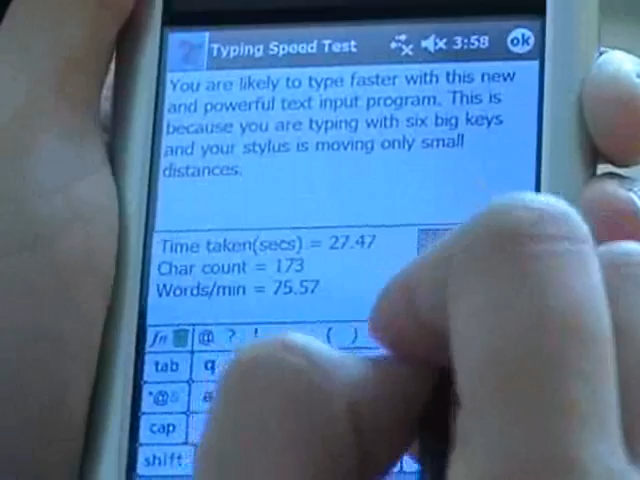 Typing Speed Test 3:58 ok
You are likely to type faster with this new
and powerful text input program. This is
because you are typing with six big keys
and your stylus is moving only small
distances.
Time taken(secs) = 27.47
Char count = 173
Words/min = 75.57
fn @ ? ! ( )
tab q
cap
shift